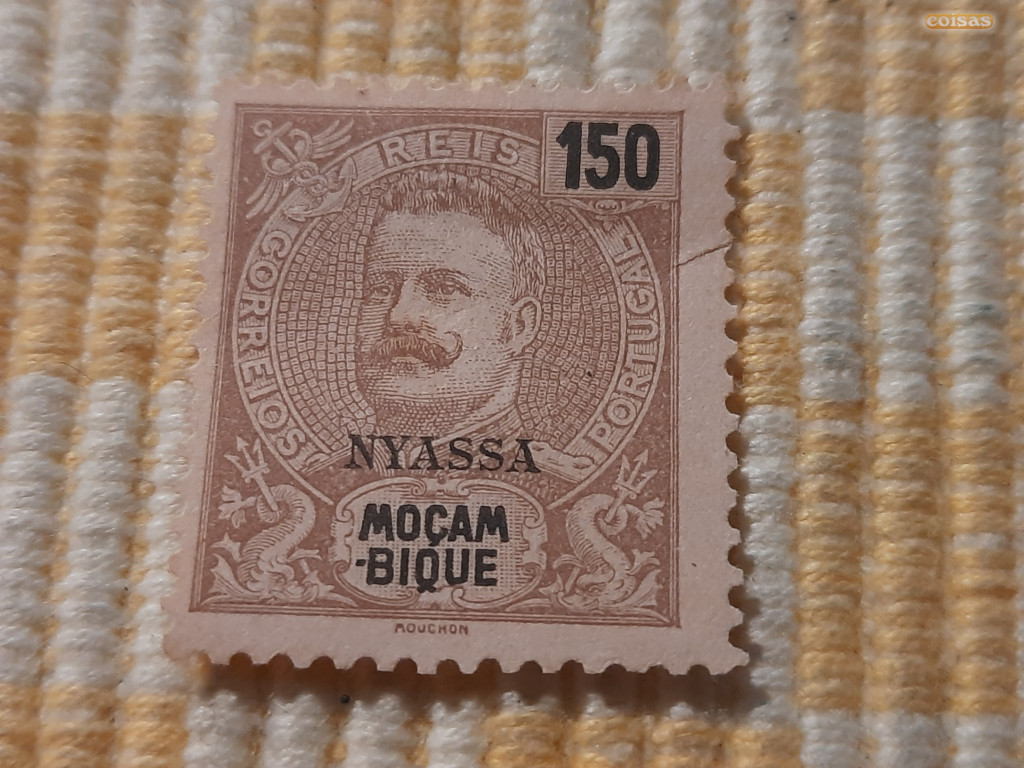 coisas
REIS
150
CORREIOS
PORTUGAL
NYASSA
MOÇAM
-BIQUE
MOUCHON